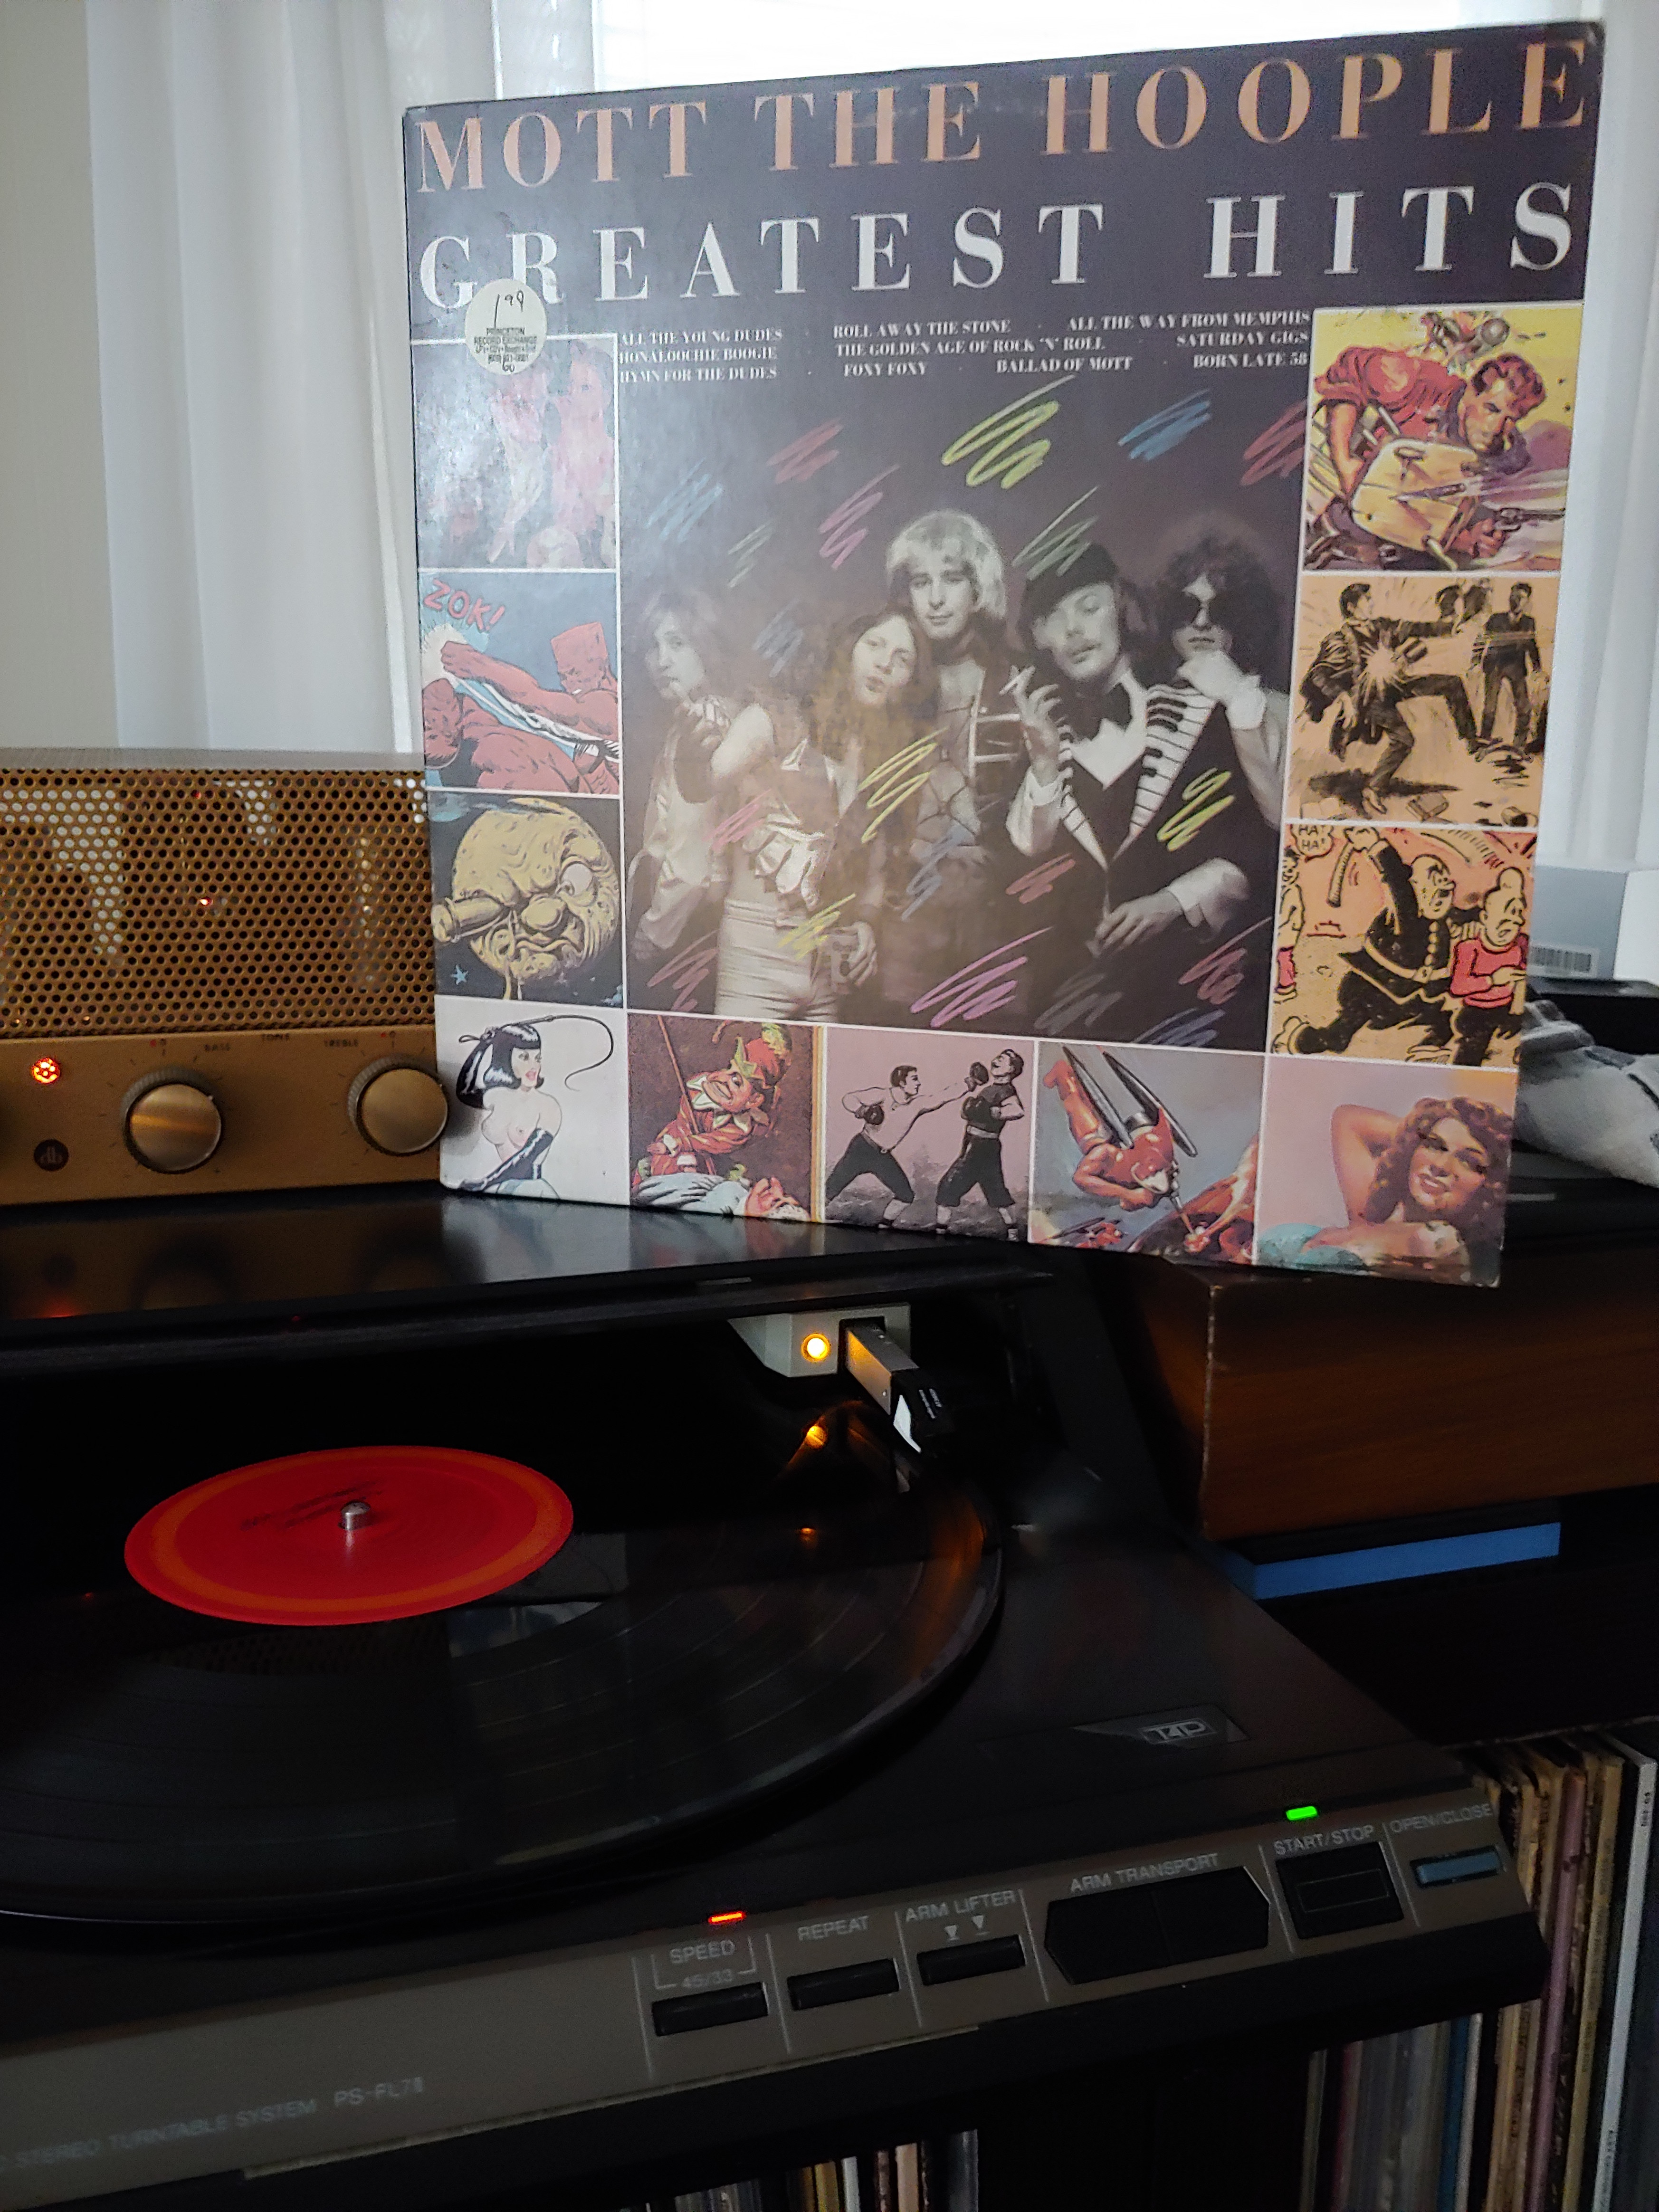 MOTT THE HOOPLE
GREATEST HITS
1.99
PRINCETON
RECORD EXCHANGE
ALL THE YOUNG DUDES · ROLL AWAY THE STONE · ALL THE WAY FROM MEMPHIS
HONALOOCHIE BOOGIE · THE GOLDEN AGE OF ROCK 'N' ROLL · SATURDAY GIGS
HYMN FOR THE DUDES · FOXY FOXY · BALLAD OF MOTT · BORN LATE 58
ZOK!
HA!
HA!
BASS
TREBLE
SPEED
45/33
REPEAT
ARM LIFTER
ARM TRANSPORT
START/STOP
OPEN/CLOSE
STEREO TURNTABLE SYSTEM PS-FL7II